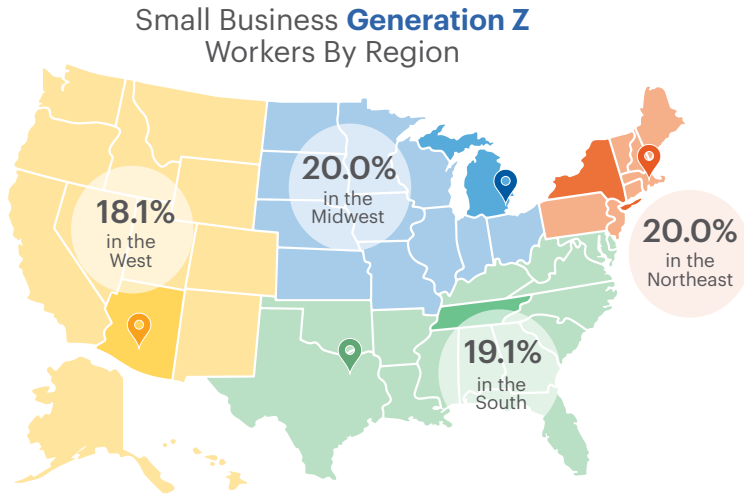 Small Business Generation Z
Workers By Region
20.0%
in the
Midwest
18.1%
in the
West
20.0%
in the
Northeast
19.1%
in the
South